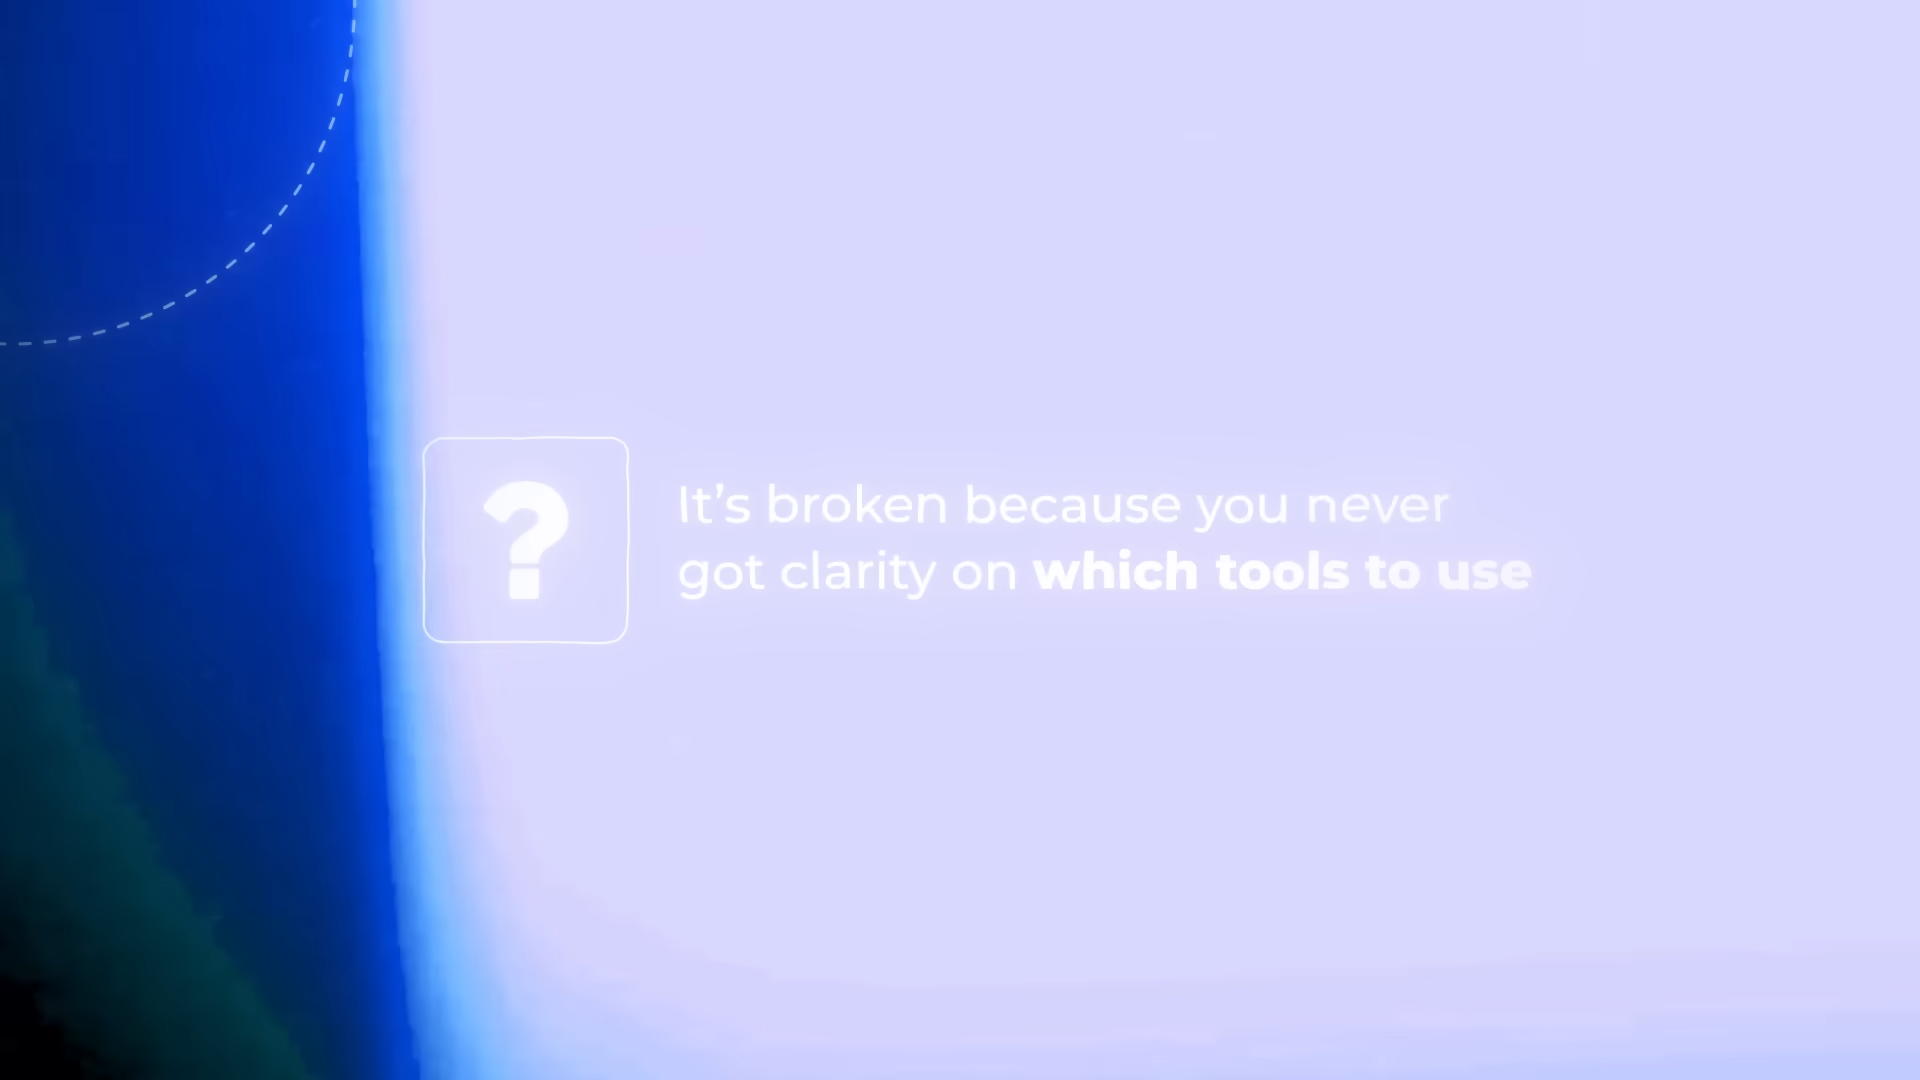 ?
It’s broken because you never
got clarity on which tools to use